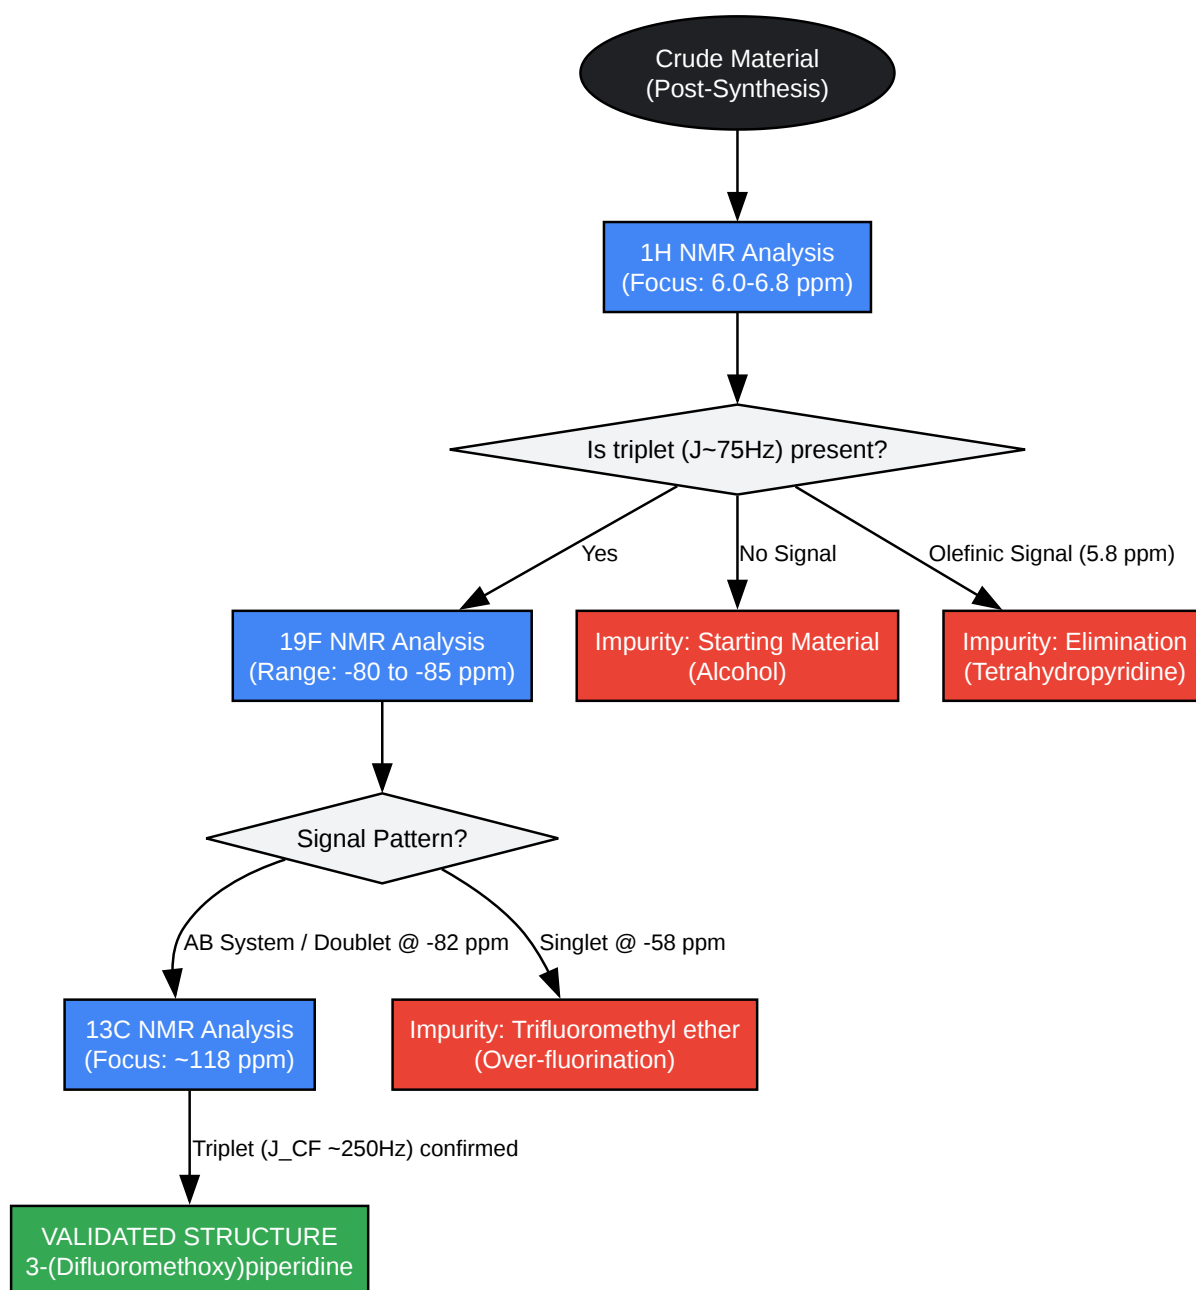 Crude Material
(Post-Synthesis)
1H NMR Analysis
(Focus: 6.0-6.8 ppm)
Is triplet (J~75Hz) present?
Yes
No Signal
Olefinic Signal (5.8 ppm)
19F NMR Analysis
(Range: -80 to -85 ppm)
Impurity: Starting Material
(Alcohol)
Impurity: Elimination
(Tetrahydropyridine)
Signal Pattern?
AB System / Doublet @ -82 ppm
Singlet @ -58 ppm
13C NMR Analysis
(Focus: ~118 ppm)
Impurity: Trifluoromethyl ether
(Over-fluorination)
Triplet (J_CF ~250Hz) confirmed
VALIDATED STRUCTURE
3-(Difluoromethoxy)piperidine